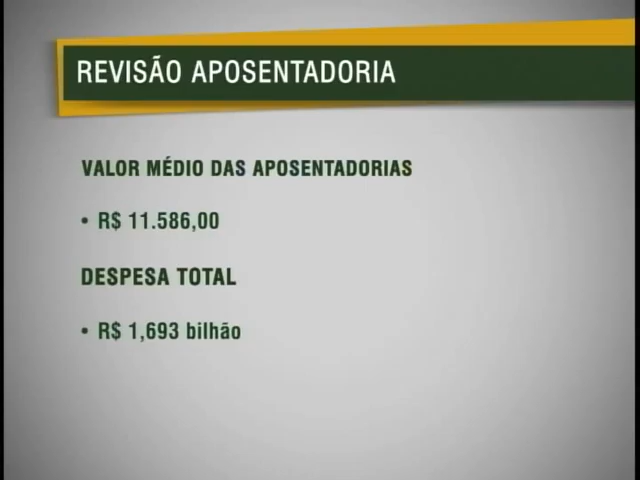 REVISÃO APOSENTADORIA
VALOR MÉDIO DAS APOSENTADORIAS
• R$ 11.586,00
DESPESA TOTAL
• R$ 1,693 bilhão